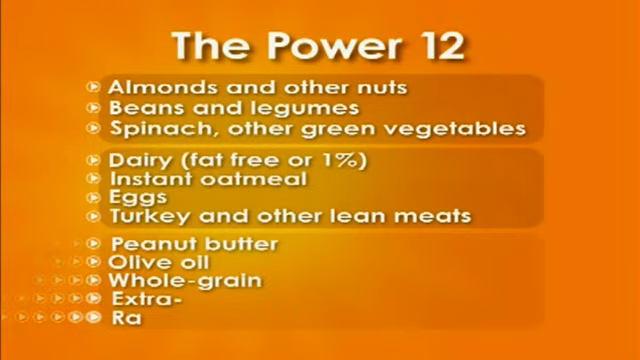 The Power 12
Almonds and other nuts
Beans and legumes
Spinach, other green vegetables
Dairy (fat free or 1%)
Instant oatmeal
Eggs
Turkey and other lean meats
Peanut butter
Olive oil
Whole-grain
Extra-
Ra